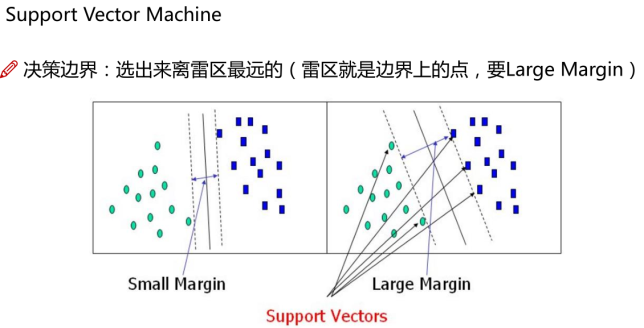 Support Vector Machine
决策边界：选出来离雷区最远的（雷区就是边界上的点，要Large Margin）
Small Margin
Large Margin
Support Vectors